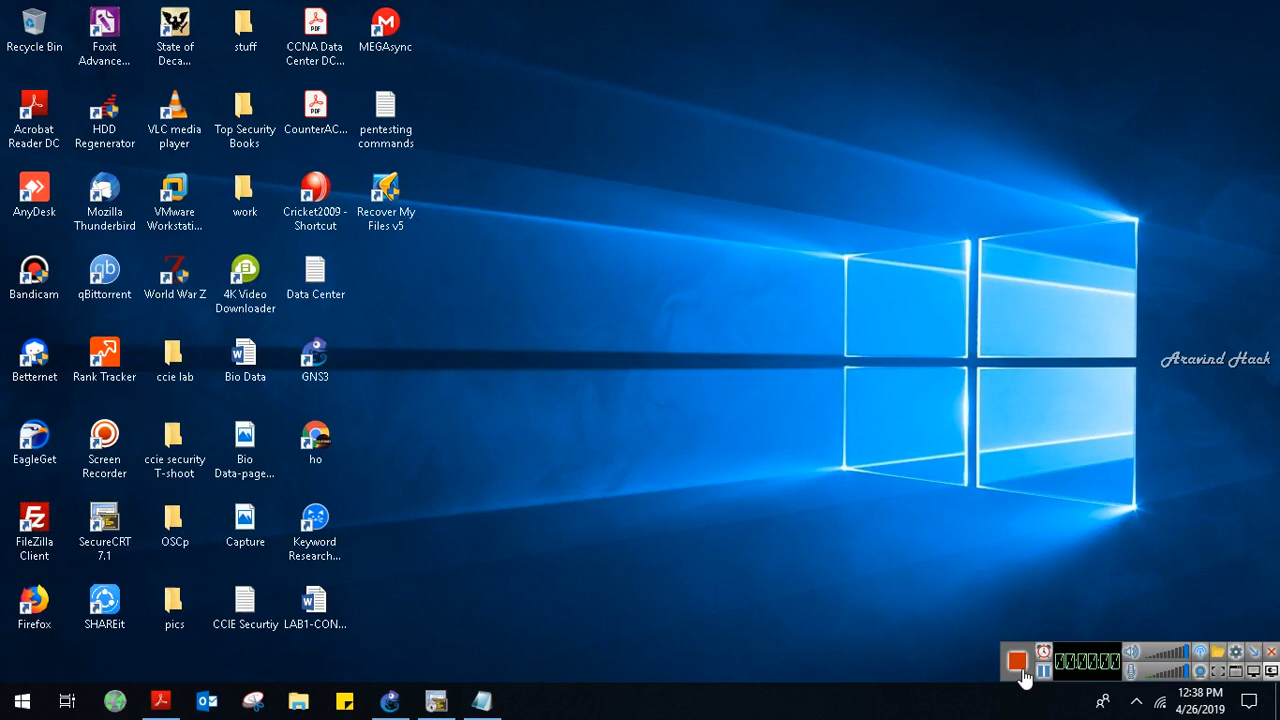 Recycle Bin
Foxit
Advance...
State of
Deca...
stuff
CCNA Data
Center DC...
MEGAsync
Acrobat
Reader DC
HDD
Regenerator
VLC media
player
Top Security
Books
CounterAC...
pentesting
commands
AnyDesk
Mozilla
Thunderbird
VMware
Workstati...
work
Cricket2009 -
Shortcut
Recover My
Files v5
Bandicam
qBittorrent
World War Z
4K Video
Downloader
Data Center
Betternet
Rank Tracker
ccie lab
Bio Data
GNS3
Aravind Hack
EagleGet
Screen
Recorder
ccie security
T-shoot
Bio
Data-page...
ho
FileZilla
Client
SecureCRT
7.1
OSCp
Capture
Keyword
Research...
Firefox
SHAREit
pics
CCIE Securtiy
LAB1-CON...
12:38 PM
4/26/2019